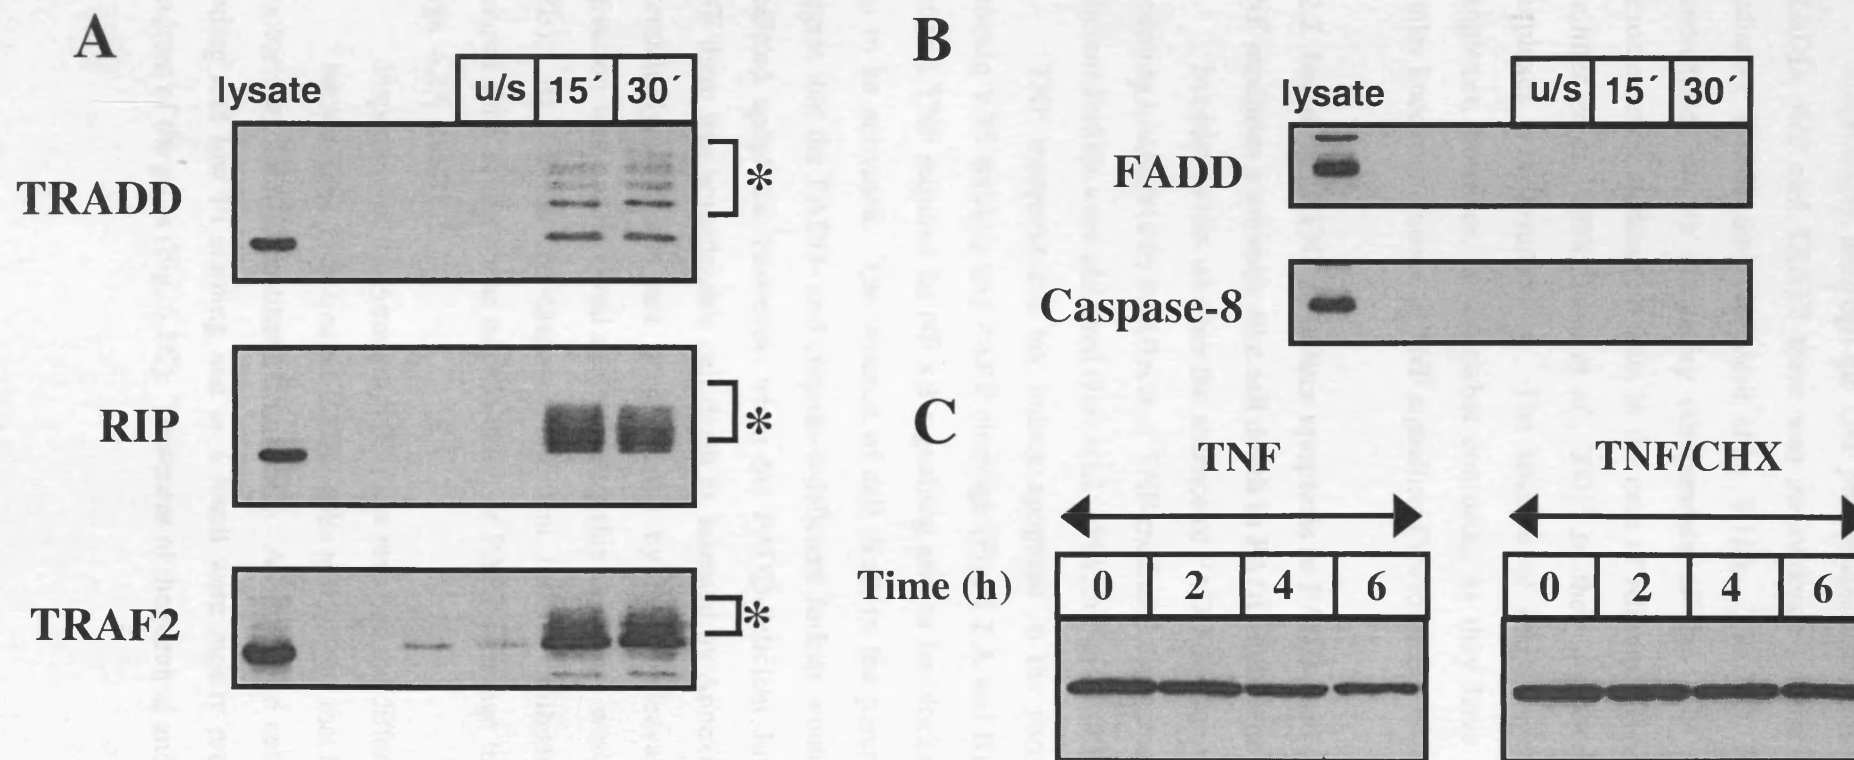 A
lysate u/s 15´ 30´
TRADD *
RIP *
TRAF2 *
B
lysate u/s 15´ 30´
FADD
Caspase-8
C
TNF TNF/CHX
Time (h) 0 2 4 6 0 2 4 6